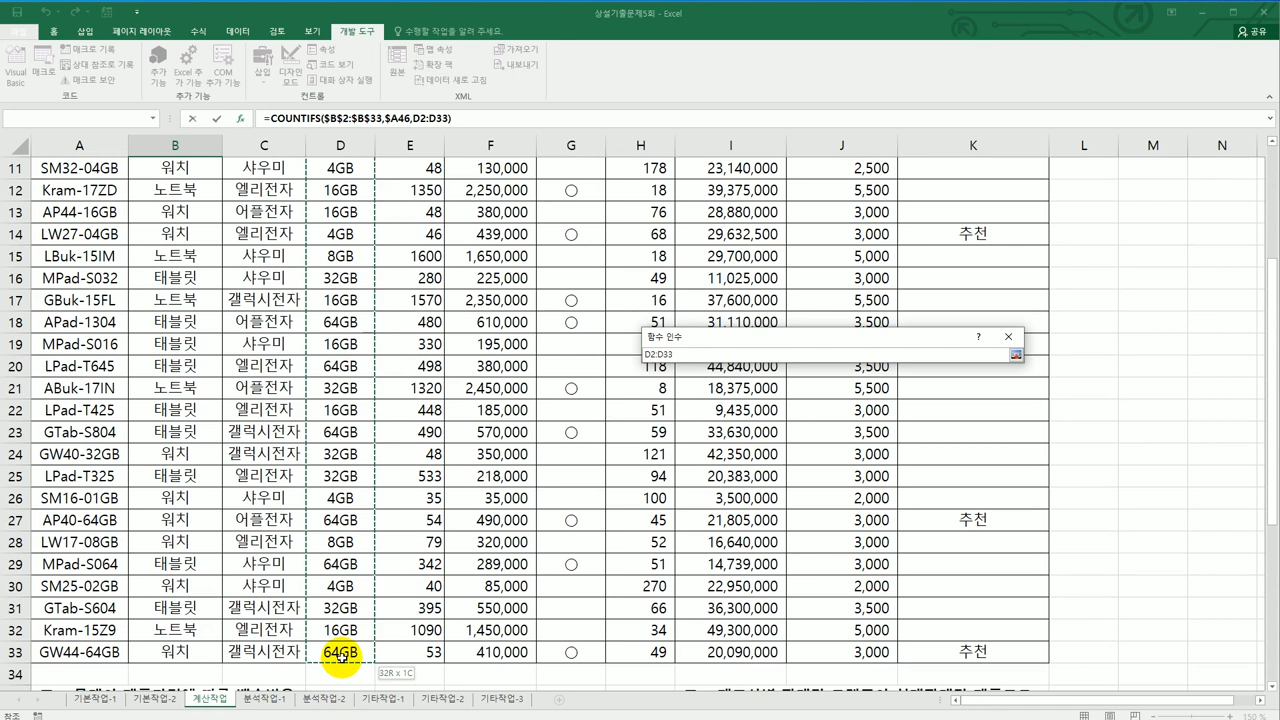 상설기출문제5회 - Excel
파일 홈 삽입 페이지 레이아웃 수식 데이터 검토 보기 개발 도구 수행할 작업을 알려 주세요. 공유
Visual Basic 매크로 매크로 기록 상대 참조로 기록 매크로 보안
추가 기능 Excel 추가 기능 COM 추가 기능
삽입 디자인 모드 속성 코드 보기 대화 상자 실행
원본 맵 속성 확장 팩 데이터 새로 고침 가져오기 내보내기
코드 추가 기능 컨트롤 XML
fx =COUNTIFS($B$2:$B$33,$A46,D2:D33)
A B C D E F G H I J K L M N
11 SM32-04GB 워치 샤우미 4GB 48 130,000 178 23,140,000 2,500
12 Kram-17ZD 노트북 엘리전자 16GB 1350 2,250,000 ○ 18 39,375,000 5,500
13 AP44-16GB 워치 어플전자 16GB 48 380,000 76 28,880,000 3,000
14 LW27-04GB 워치 엘리전자 4GB 46 439,000 ○ 68 29,632,500 3,000 추천
15 LBuk-15IM 노트북 샤우미 8GB 1600 1,650,000 18 29,700,000 5,000
16 MPad-S032 태블릿 샤우미 32GB 280 225,000 49 11,025,000 3,000
17 GBuk-15FL 노트북 갤럭시전자 16GB 1570 2,350,000 ○ 16 37,600,000 5,500
18 APad-1304 태블릿 어플전자 64GB 480 610,000 ○ 51 31,110,000 3,500
함수 인수 ?
19 MPad-S016 태블릿 샤우미 16GB 330 195,000
D2:D33
20 LPad-T645 태블릿 엘리전자 64GB 498 380,000 118 44,840,000 3,500
21 ABuk-17IN 노트북 어플전자 32GB 1320 2,450,000 ○ 8 18,375,000 5,500
22 LPad-T425 태블릿 엘리전자 16GB 448 185,000 51 9,435,000 3,000
23 GTab-S804 태블릿 갤럭시전자 64GB 490 570,000 ○ 59 33,630,000 3,500
24 GW40-32GB 워치 갤럭시전자 32GB 48 350,000 121 42,350,000 3,000
25 LPad-T325 태블릿 엘리전자 32GB 533 218,000 94 20,383,000 3,000
26 SM16-01GB 워치 샤우미 4GB 35 35,000 100 3,500,000 2,000
27 AP40-64GB 워치 어플전자 64GB 54 490,000 ○ 45 21,805,000 3,000 추천
28 LW17-08GB 워치 엘리전자 8GB 79 320,000 52 16,640,000 3,000
29 MPad-S064 태블릿 샤우미 64GB 342 289,000 ○ 51 14,739,000 3,000
30 SM25-02GB 워치 샤우미 4GB 40 85,000 270 22,950,000 2,000
31 GTab-S604 태블릿 갤럭시전자 32GB 395 550,000 66 36,300,000 3,500
32 Kram-15Z9 노트북 엘리전자 16GB 1090 1,450,000 34 49,300,000 5,000
33 GW44-64GB 워치 갤럭시전자 64GB 53 410,000 ○ 49 20,090,000 3,000 추천
32R x 1C
34
기본작업-1 기본작업-2 계산작업 분석작업-1 분석작업-2 기타작업-1 기타작업-2 기타작업-3
참조 150 %